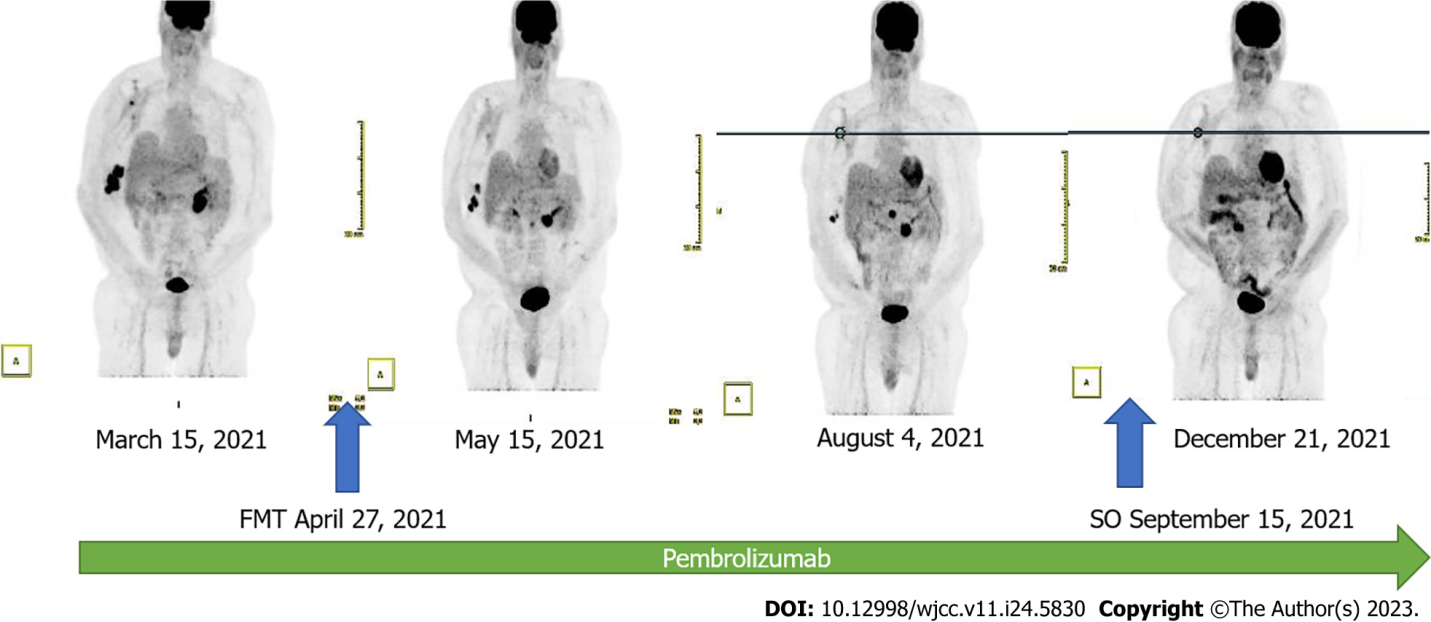 A
A
A
A
March 15, 2021
May 15, 2021
August 4, 2021
December 21, 2021
FMT April 27, 2021
SO September 15, 2021
Pembrolizumab
DOI: 10.12998/wjcc.v11.i24.5830 Copyright ©The Author(s) 2023.